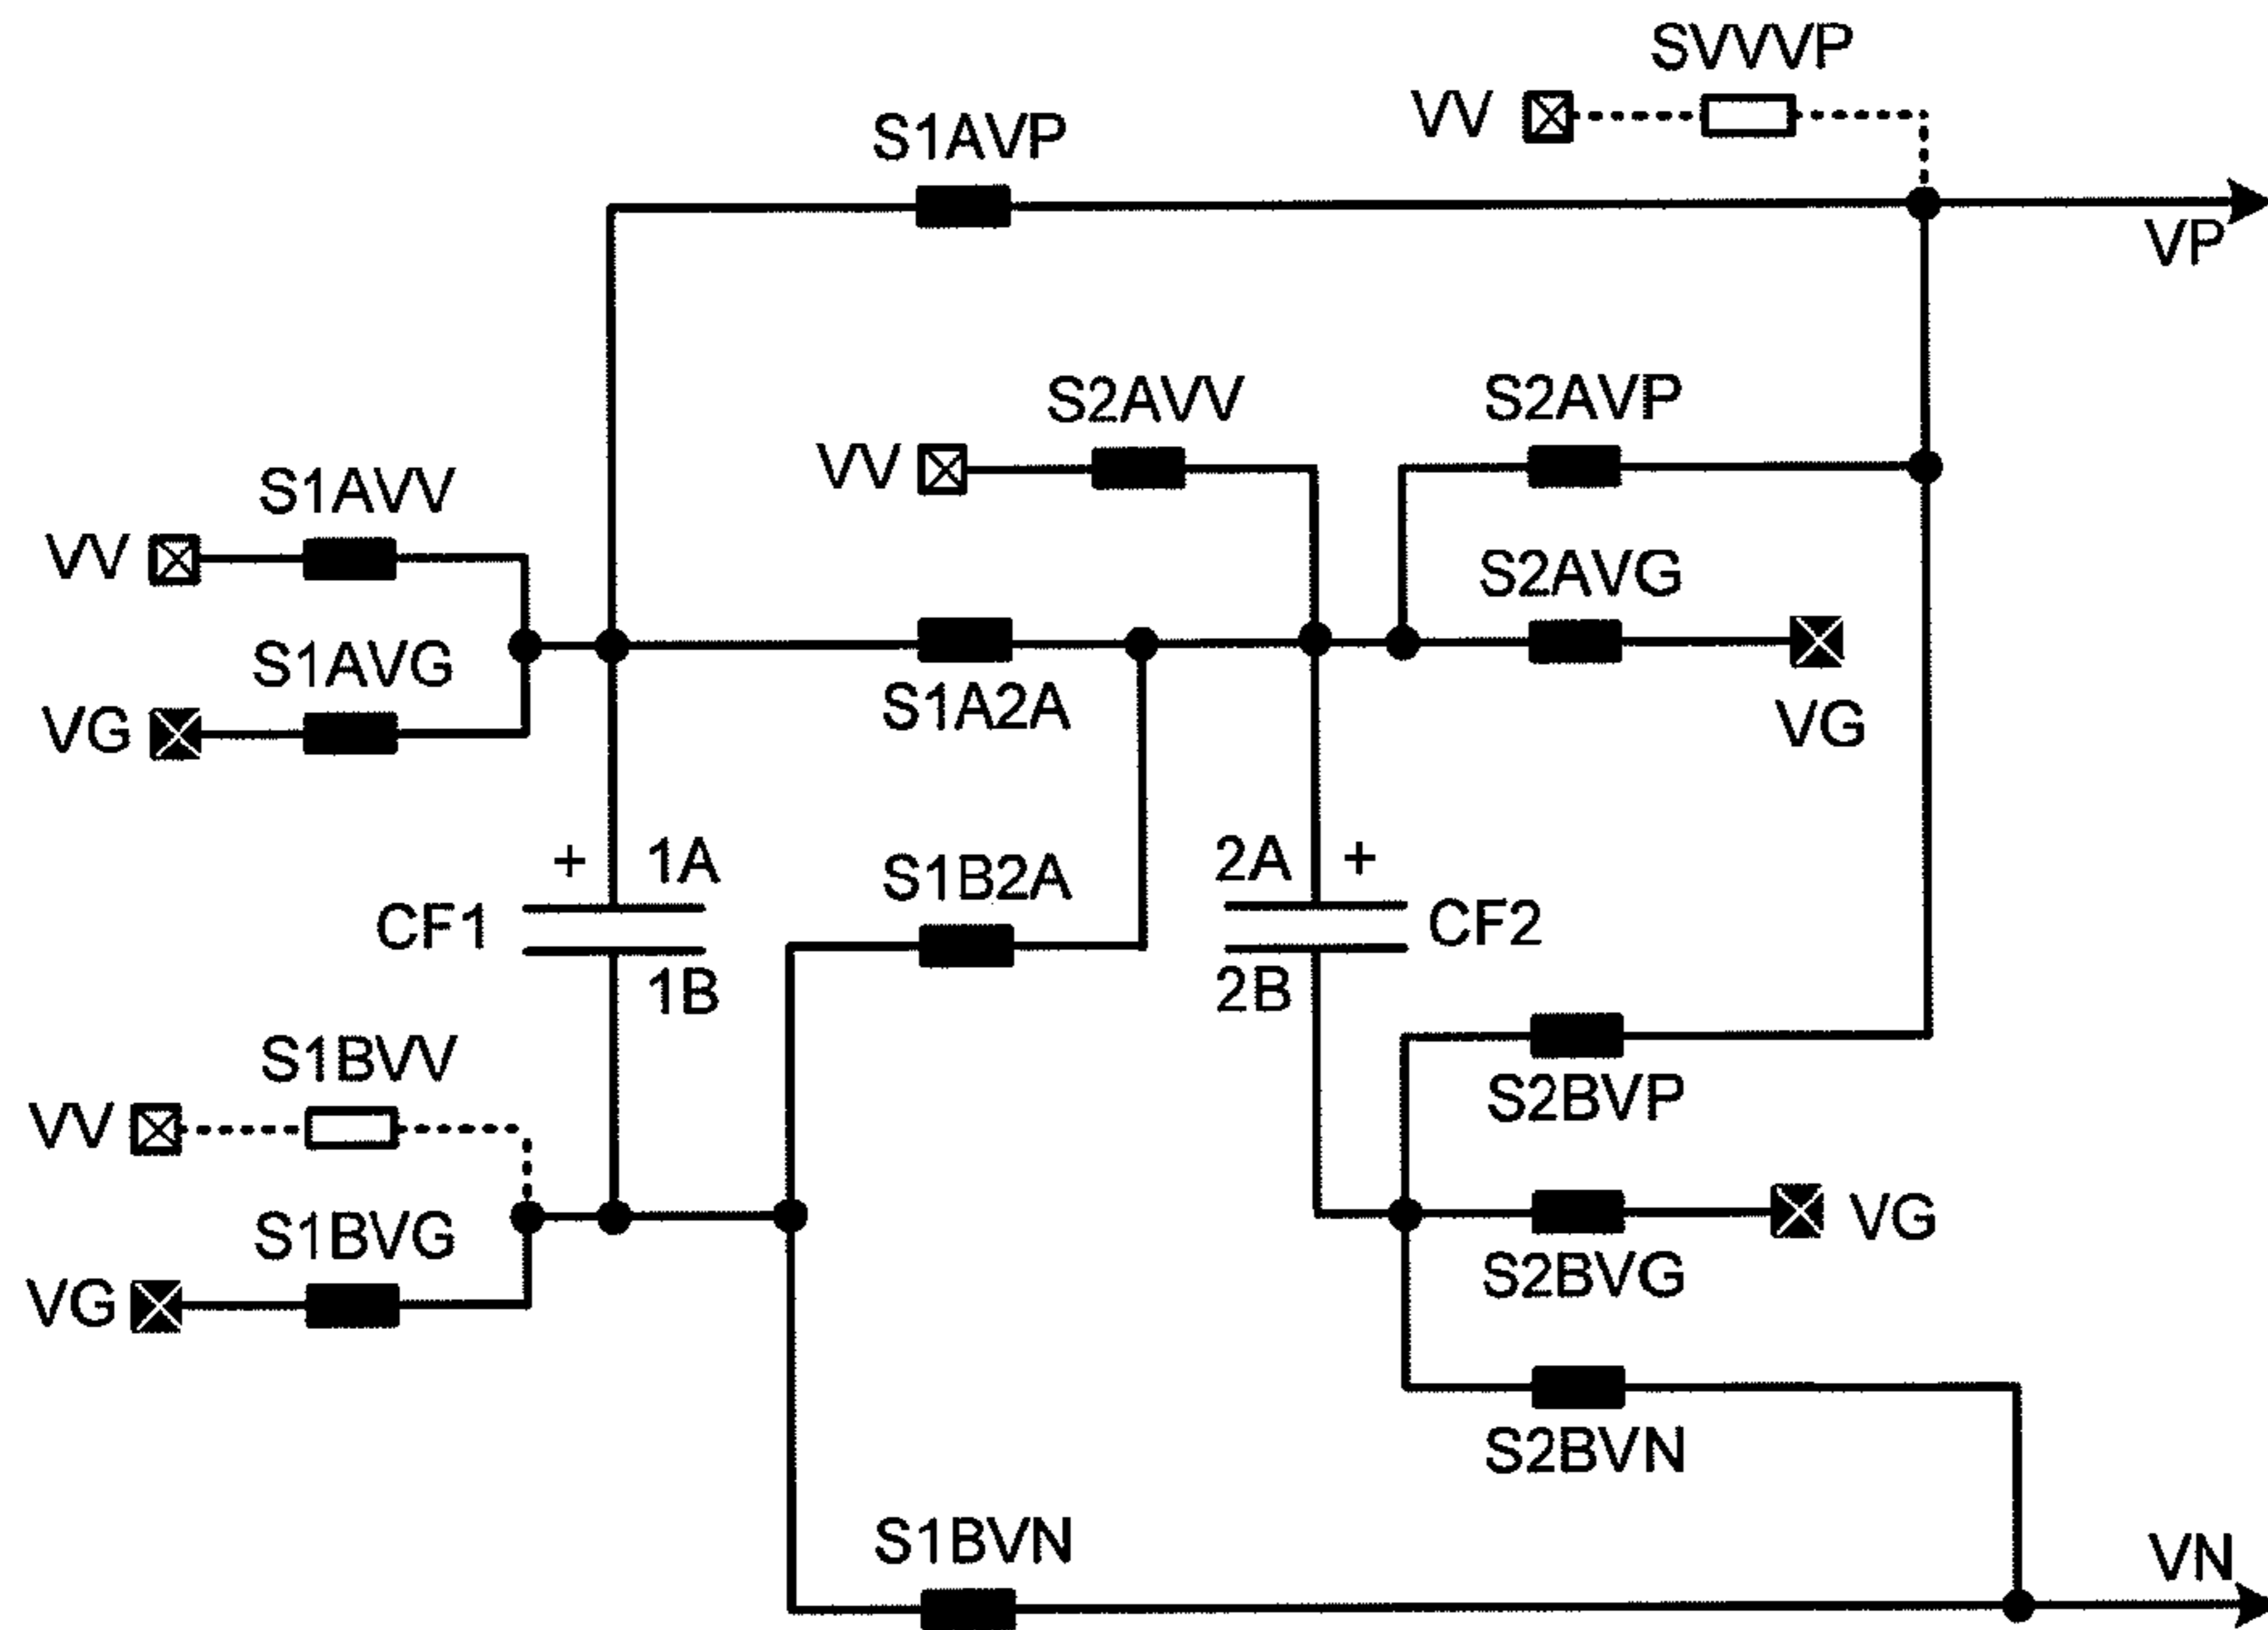 SVVVP
VV
S1AVP
VP
S2AVV
S2AVP
VV
S1AVV
VV
S2AVG
S1AVG
VG
S1A2A
VG
+ 1A
CF1
1B
S1B2A
2A +
CF2
2B
S1BVV
VV
S2BVP
S1BVG
VG
VG
S2BVG
S2BVN
S1BVN
VN